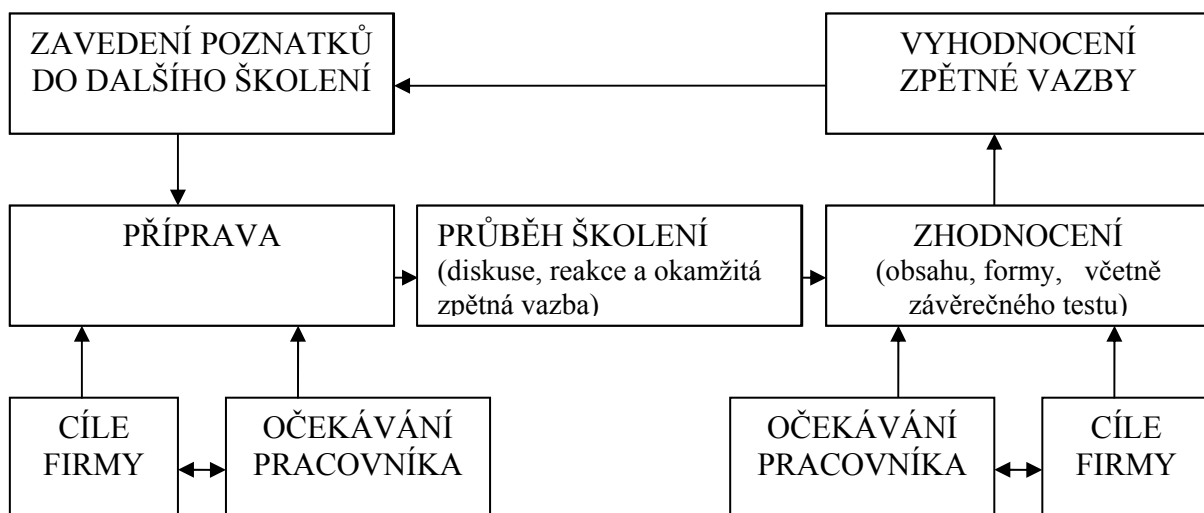 ZAVEDENÍ POZNATKŮ
DO DALŠÍHO ŠKOLENÍ
VYHODNOCENÍ
ZPĚTNÉ VAZBY
PŘÍPRAVA
PRŮBĚH ŠKOLENÍ
(diskuse, reakce a okamžitá
zpětná vazba)
ZHODNOCENÍ
(obsahu, formy, včetně
závěrečného testu)
CÍLE
FIRMY
OČEKÁVÁNÍ
PRACOVNÍKA
OČEKÁVÁNÍ
PRACOVNÍKA
CÍLE
FIRMY